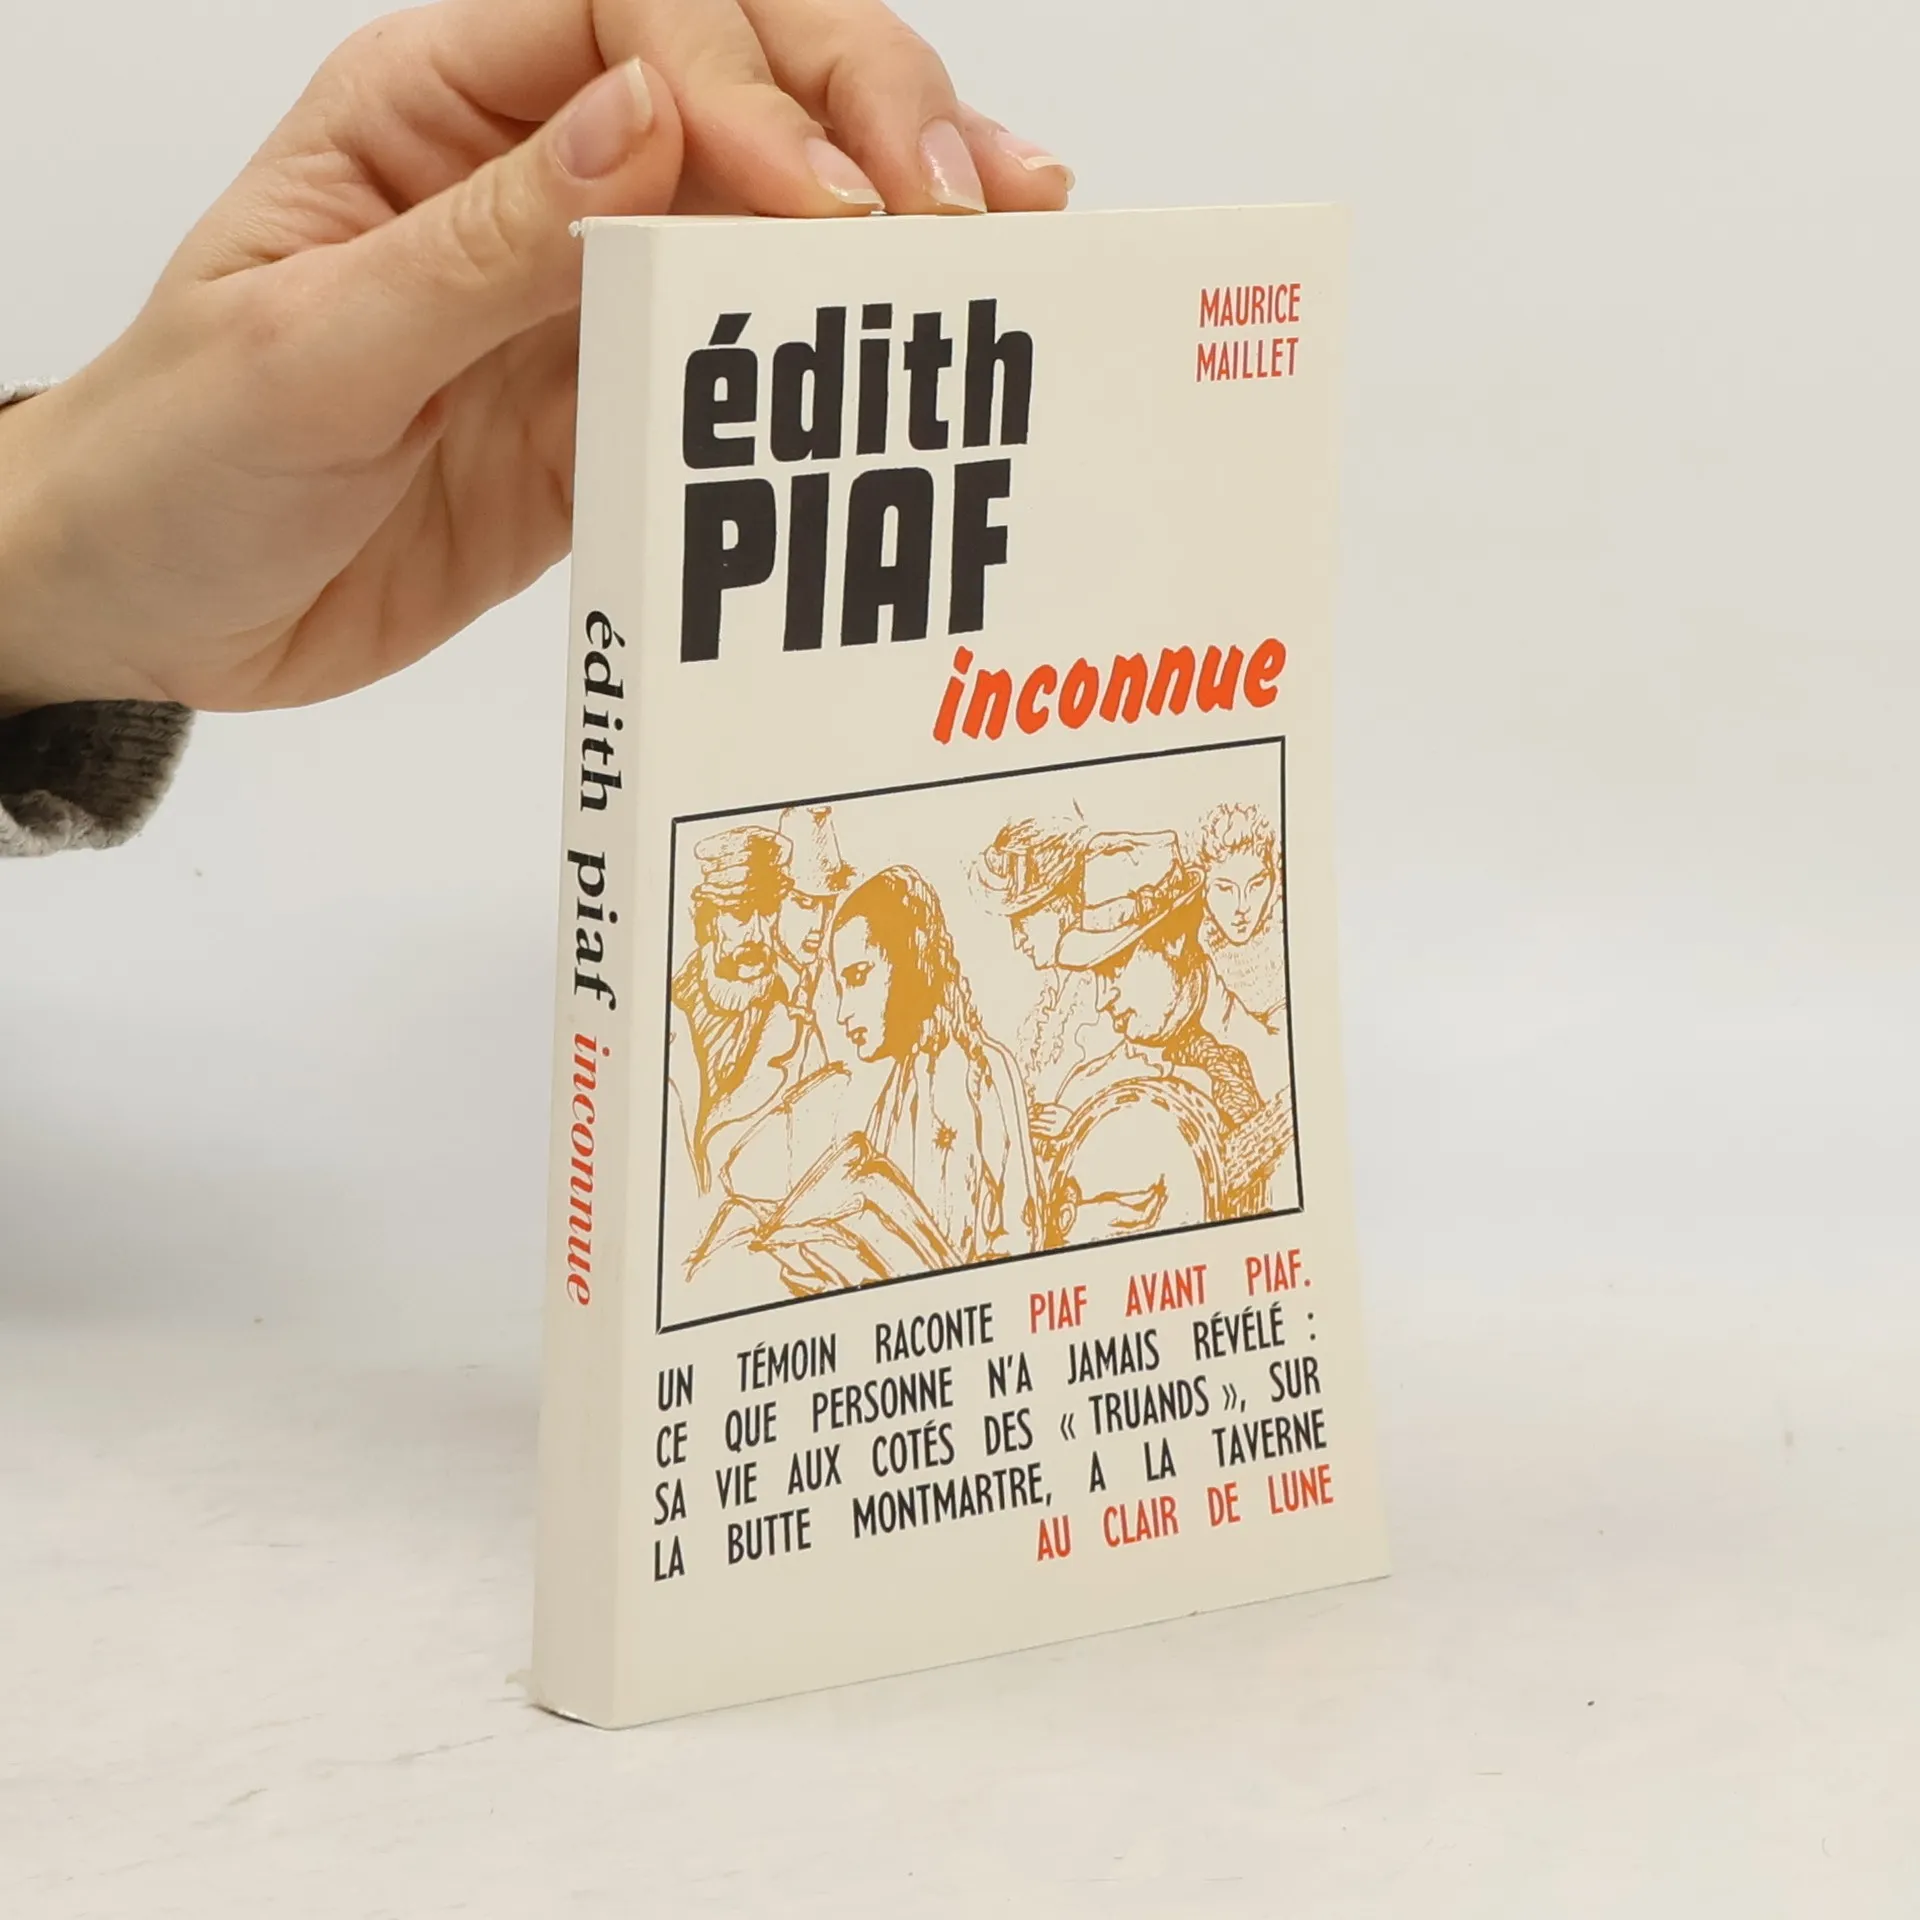 MAURICE
MAILLET
édith
PIAF
inconnue
UN TÉMOIN RACONTE PIAF AVANT PIAF.
CE QUE PERSONNE N'A JAMAIS RÉVÉLÉ :
SA VIE AUX COTÉS DES « TRUANDS », SUR
LA BUTTE MONTMARTRE, A LA TAVERNE
AU CLAIR DE LUNE
édith piaf inconnue